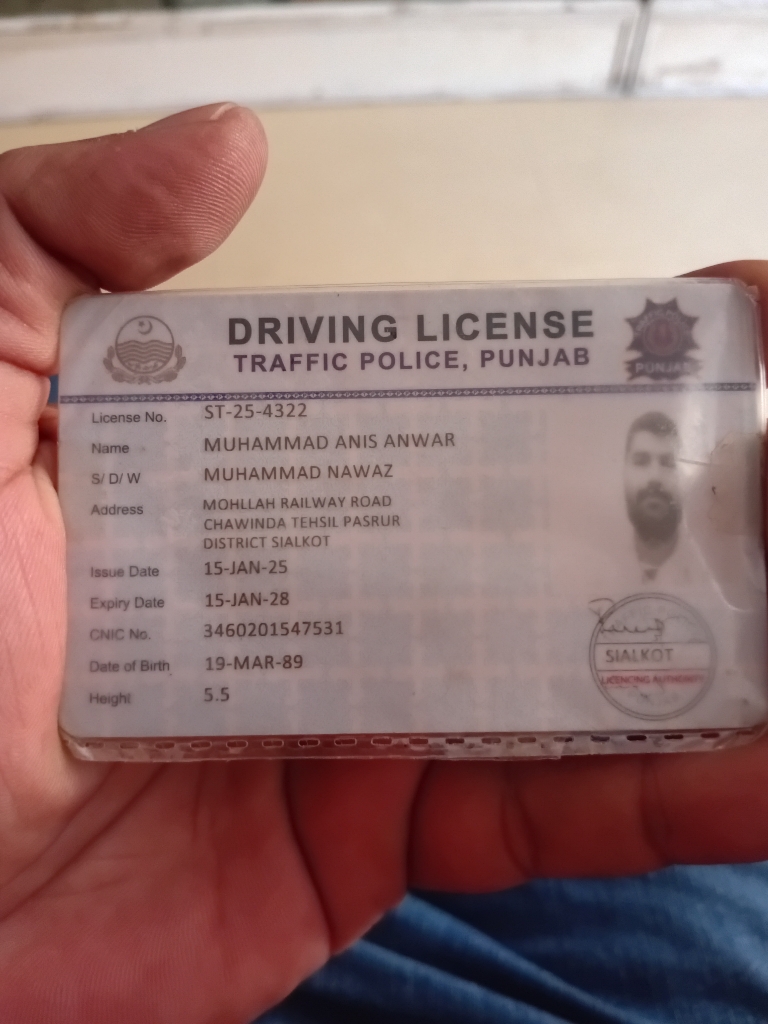 DRIVING LICENSE
TRAFFIC POLICE, PUNJAB
PUNJAB
License No. ST-25-4322
Name MUHAMMAD ANIS ANWAR
S/ D/ W MUHAMMAD NAWAZ
Address MOHLLAH RAILWAY ROAD
CHAWINDA TEHSIL PASRUR
DISTRICT SIALKOT
Issue Date 15-JAN-25
Expiry Date 15-JAN-28
CNIC No. 3460201547531
Date of Birth 19-MAR-89
Height 5.5
SIALKOT
LICENCING AUTHORITY